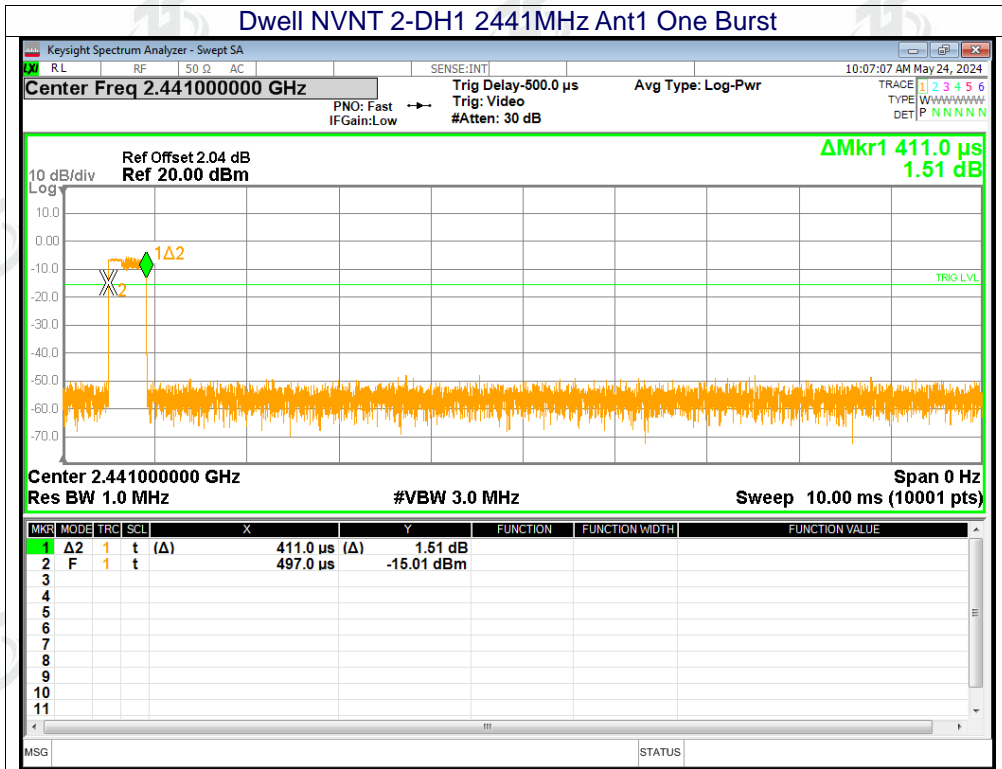 Dwell NVNT 2-DH1 2441MHz Ant1 One Burst
Keysight Spectrum Analyzer - Swept SA
LXI RL RF 50 Ω AC SENSE:INT 10:07:07 AM May 24, 2024
Center Freq 2.441000000 GHz Trig Delay-500.0 µs Avg Type: Log-Pwr TRACE 1 2 3 4 5 6
PNO: Fast Trig: Video TYPE WWWWWWW
IFGain:Low #Atten: 30 dB DET P N N N N N
ΔMkr1 411.0 µs
1.51 dB
Ref Offset 2.04 dB
10 dB/div Ref 20.00 dBm
Log
10.0
0.00
1Δ2
-10.0
TRIG LVL
2
-20.0
-30.0
-40.0
-50.0
-60.0
-70.0
Center 2.441000000 GHz Span 0 Hz
Res BW 1.0 MHz #VBW 3.0 MHz Sweep 10.00 ms (10001 pts)
MKR MODE TRC SCL X Y FUNCTION FUNCTION WIDTH FUNCTION VALUE
1 Δ2 1 t (Δ) 411.0 µs (Δ) 1.51 dB
2 F 1 t 497.0 µs -15.01 dBm
3
4
5
6
7
8
9
10
11
MSG STATUS